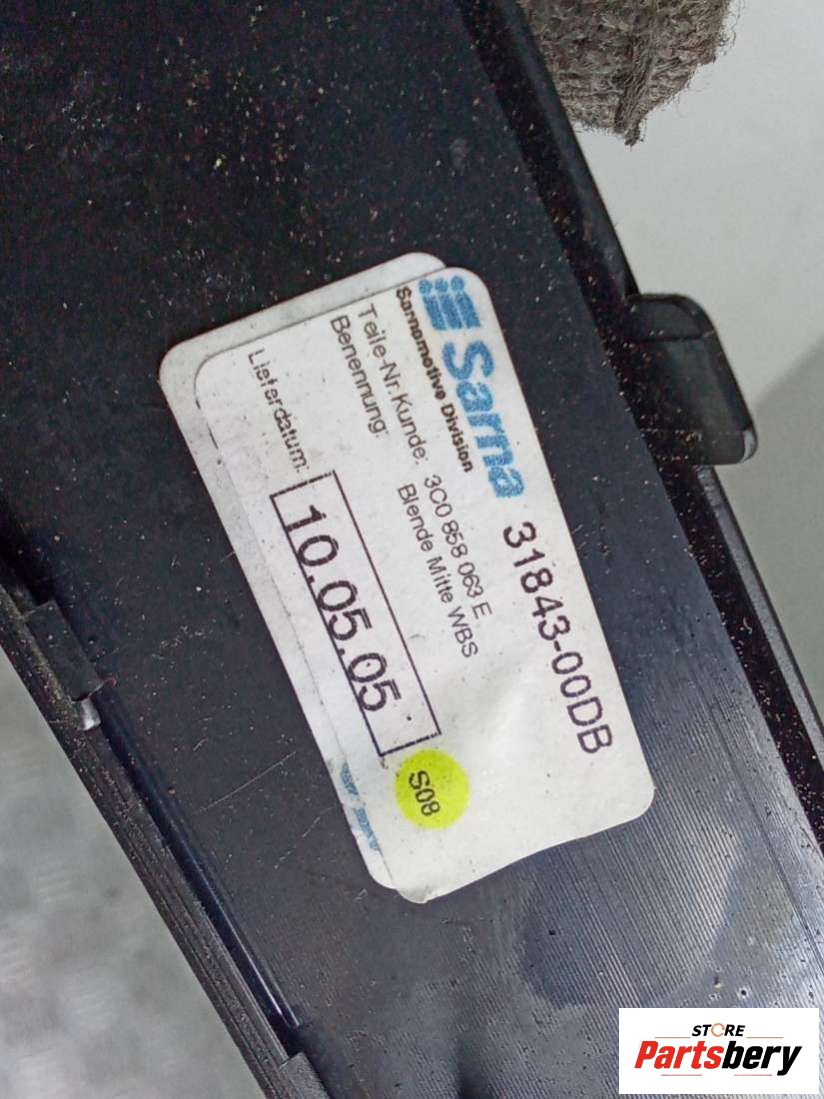 Sarna 31843-00DB
Sarnamotive Division
Teile-Nr.Kunde: 3C0 858 063 E
Benennung: Blende Mitte WBS
Lieferdatum: 10.05.05
S08
STORE
Partsbery